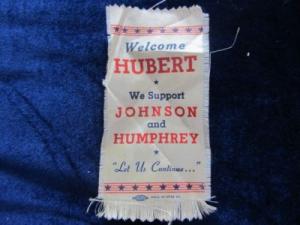 Welcome
HUBERT
We Support
JOHNSON
and
HUMPHREY
"Let Us Continue..."